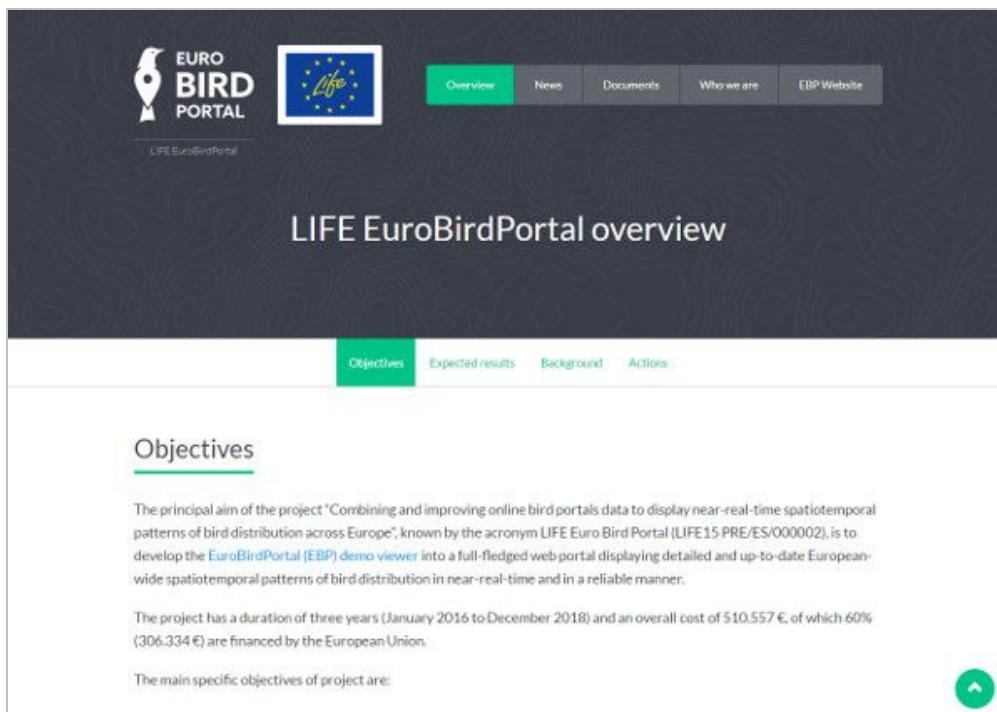 EURO
BIRD
PORTAL
Life
LIFE EuroBirdPortal
Overview
News
Documents
Who we are
EBP Website
LIFE EuroBirdPortal overview
Objectives
Expected results
Background
Actions
Objectives
The principal aim of the project "Combining and improving online bird portals data to display near-real-time spatiotemporal
patterns of bird distribution across Europe", known by the acronym LIFE Euro Bird Portal (LIFE15 PRE/ES/000002), is to
develop the EuroBirdPortal (EBP) demo viewer into a full-fledged web portal displaying detailed and up-to-date European-
wide spatiotemporal patterns of bird distribution in near-real-time and in a reliable manner.
The project has a duration of three years (January 2016 to December 2018) and an overall cost of 510.557 €, of which 60%
(306.334 €) are financed by the European Union.
The main specific objectives of project are: